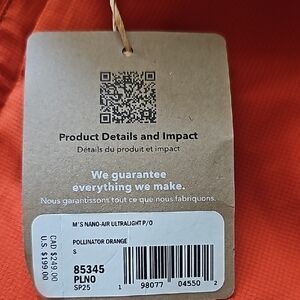 Product Details and Impact
Détails du produit et impact
We guarantee
everything we make.
Nous garantissons tout ce que nous fabriquons.
M'S NANO-AIR ULTRALIGHT P/O
POLLINATOR ORANGE
S
CAD $249.00
U.S. $199.00
85345
PLNO
SP25
1 98077 04550 2